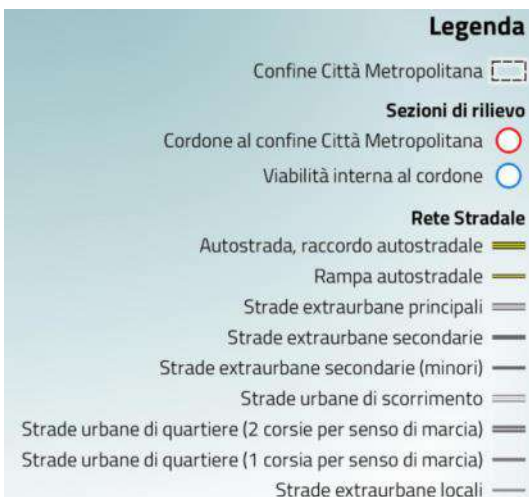 Legenda
Confine Città Metropolitana
Sezioni di rilievo
Cordone al confine Città Metropolitana
Viabilità interna al cordone
Rete Stradale
Autostrada, raccordo autostradale
Rampa autostradale
Strade extraurbane principali
Strade extraurbane secondarie
Strade extraurbane secondarie (minori)
Strade urbane di scorrimento
Strade urbane di quartiere (2 corsie per senso di marcia)
Strade urbane di quartiere (1 corsia per senso di marcia)
Strade extraurbane locali